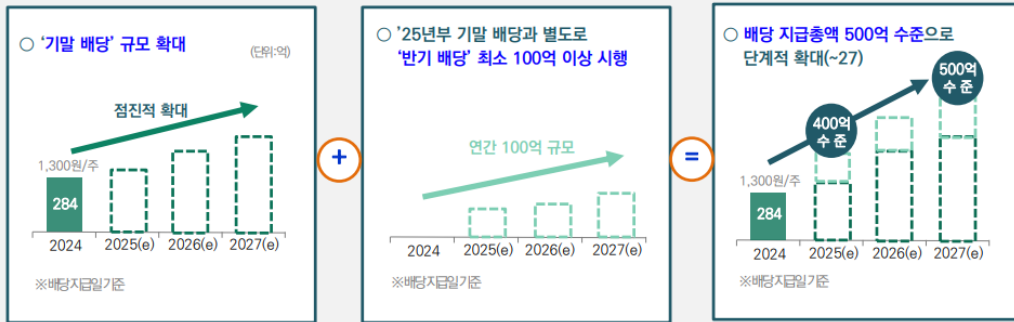 ○ ‘기말 배당’ 규모 확대
(단위:억)
점진적 확대
1,300원/주
284
2024 2025(e) 2026(e) 2027(e)
※배당지급일기준
+
○ ’25년부 기말 배당과 별도로
‘반기 배당’ 최소 100억 이상 시행
연간 100억 규모
2024 2025(e) 2026(e) 2027(e)
※배당지급일기준
=
○ 배당 지급총액 500억 수준으로
단계적 확대(~27)
500억
수 준
400억
수 준
1,300원/주
284
2024 2025(e) 2026(e) 2027(e)
※배당지급일기준